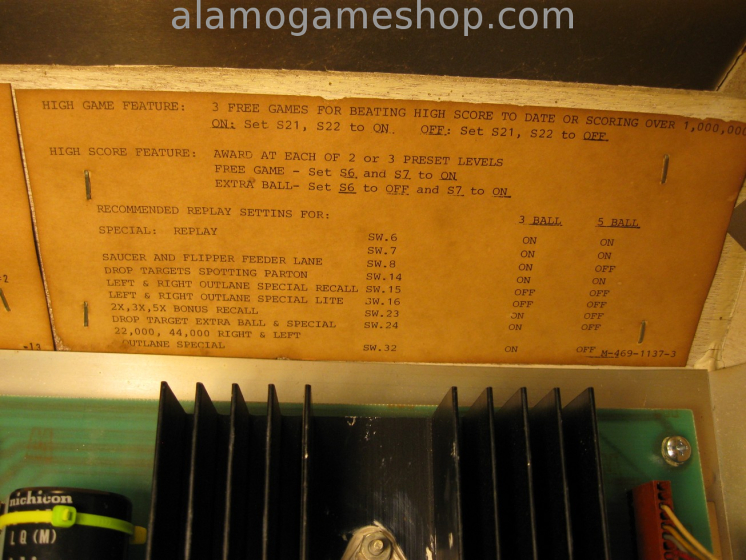 alamogameshop.com
HIGH GAME FEATURE: 3 FREE GAMES FOR BEATING HIGH SCORE TO DATE OR SCORING OVER 1,000,000
ON: Set S21, S22 to ON. OFF: Set S21, S22 to OFF.
HIGH SCORE FEATURE: AWARD AT EACH OF 2 or 3 PRESET LEVELS
FREE GAME - Set S6 and S7 to ON
EXTRA BALL- Set S6 to OFF and S7 to ON
RECOMMENDED REPLAY SETTINS FOR: 3 BALL 5 BALL
SPECIAL: REPLAY SW.6 ON ON
SW.7 ON ON
SAUCER AND FLIPPER FEEDER LANE SW.8 ON OFF
DROP TARGETS SPOTTING PARTON SW.14 ON ON
LEFT & RIGHT OUTLANE SPECIAL RECALL SW.15 OFF OFF
LEFT & RIGHT OUTLANE SPECIAL LITE SW.16 OFF OFF
2X,3X,5X BONUS RECALL SW.23 ON OFF
DROP TARGET EXTRA BALL & SPECIAL SW.24 ON OFF
22,000, 44,000 RIGHT & LEFT
OUTLANE SPECIAL SW.32 ON OFF
M-469-1137-3
-13
nichicon
LQ (M)